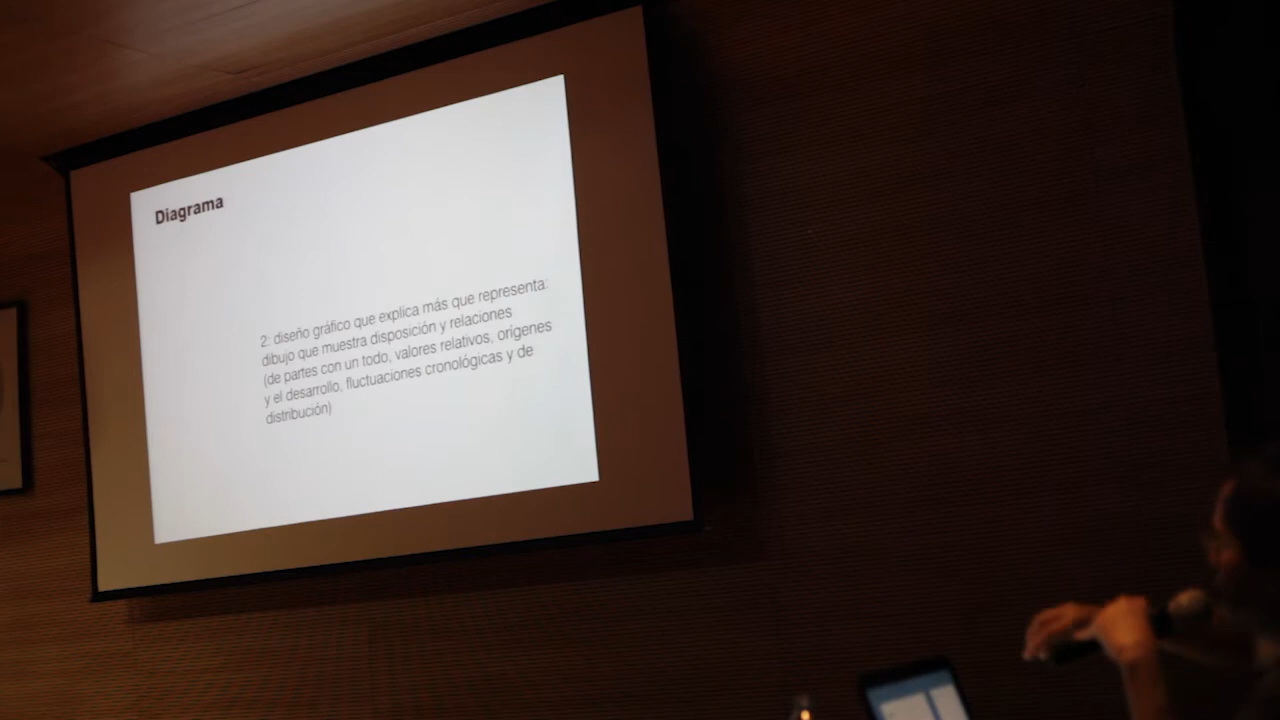 Diagrama
2: diseño gráfico que explica más que representa:
dibujo que muestra disposición y relaciones
(de partes con un todo, valores relativos, orígenes
y el desarrollo, fluctuaciones cronológicas y de
distribución)